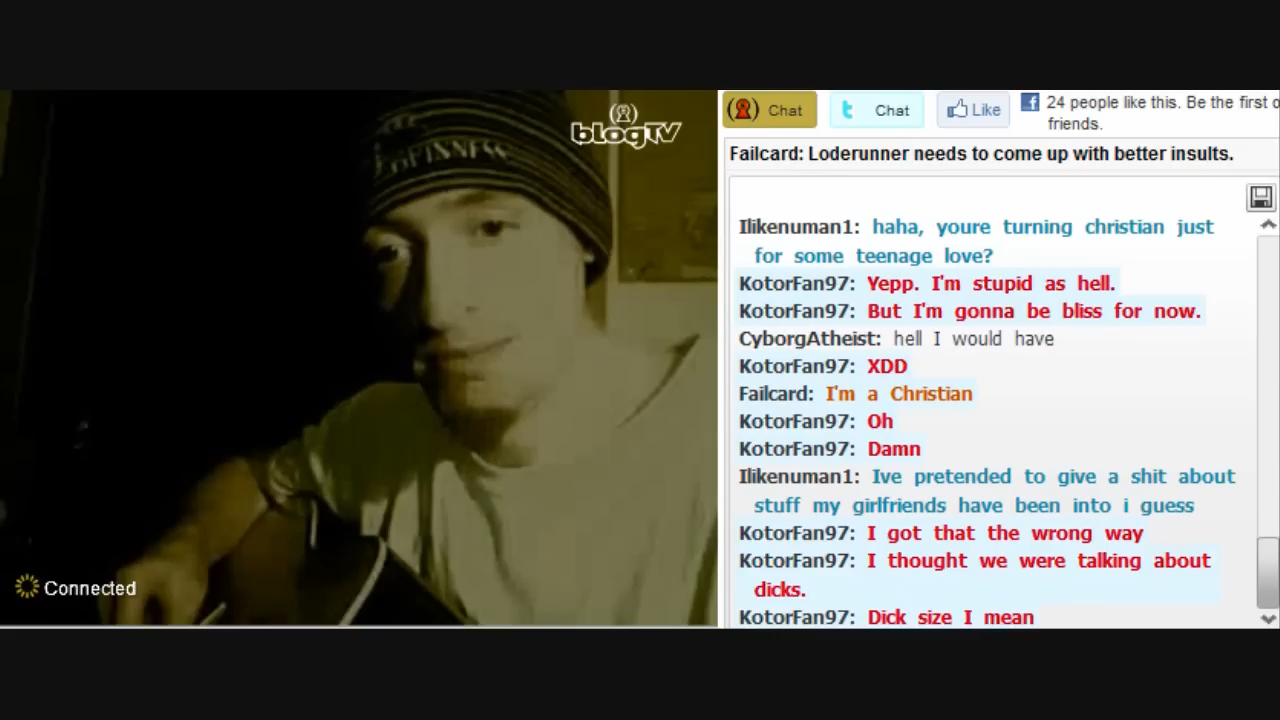 GUINNESS
blogTV
Connected
Chat
Chat
Like
24 people like this. Be the first o
friends.
Failcard: Loderunner needs to come up with better insults.
Ilikenuman1: haha, youre turning christian just
for some teenage love?
KotorFan97: Yepp. I'm stupid as hell.
KotorFan97: But I'm gonna be bliss for now.
CyborgAtheist: hell I would have
KotorFan97: XDD
Failcard: I'm a Christian
KotorFan97: Oh
KotorFan97: Damn
Ilikenuman1: Ive pretended to give a shit about
stuff my girlfriends have been into i guess
KotorFan97: I got that the wrong way
KotorFan97: I thought we were talking about
dicks.
KotorFan97: Dick size I mean